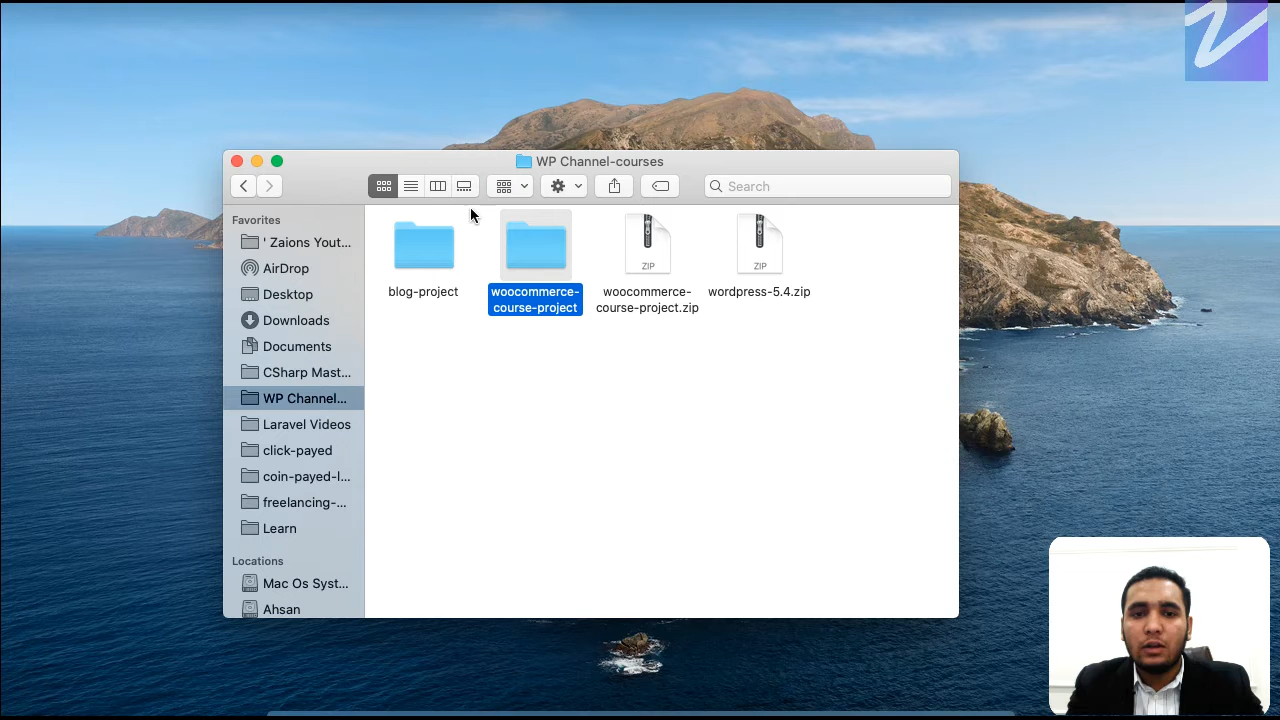 WP Channel-courses
Search
Favorites
' Zaions Yout...
AirDrop
Desktop
Downloads
Documents
CSharp Mast...
WP Channel...
Laravel Videos
click-payed
coin-payed-l...
freelancing-...
Learn
Locations
Mac Os Syst...
Ahsan
blog-project
woocommerce-
course-project
ZIP
woocommerce-
course-project.zip
ZIP
wordpress-5.4.zip